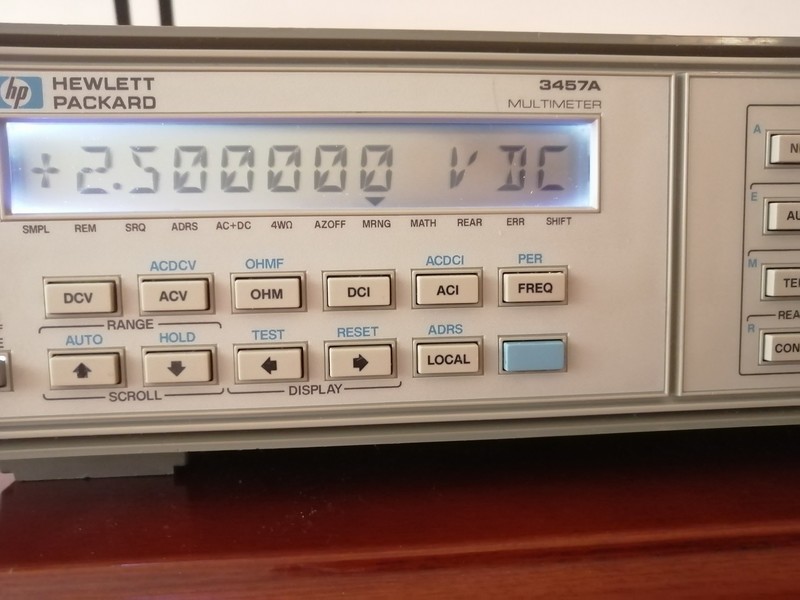 hp HEWLETT PACKARD
3457A
MULTIMETER
+2.500000 V DC
SMPL REM SRQ ADRS AC+DC 4WΩ AZOFF MRNG MATH REAR ERR SHIFT
ACDCV OHMF ACDCI PER
DCV ACV OHM DCI ACI FREQ
RANGE
AUTO HOLD TEST RESET ADRS
LOCAL
SCROLL DISPLAY
A
E
M
R